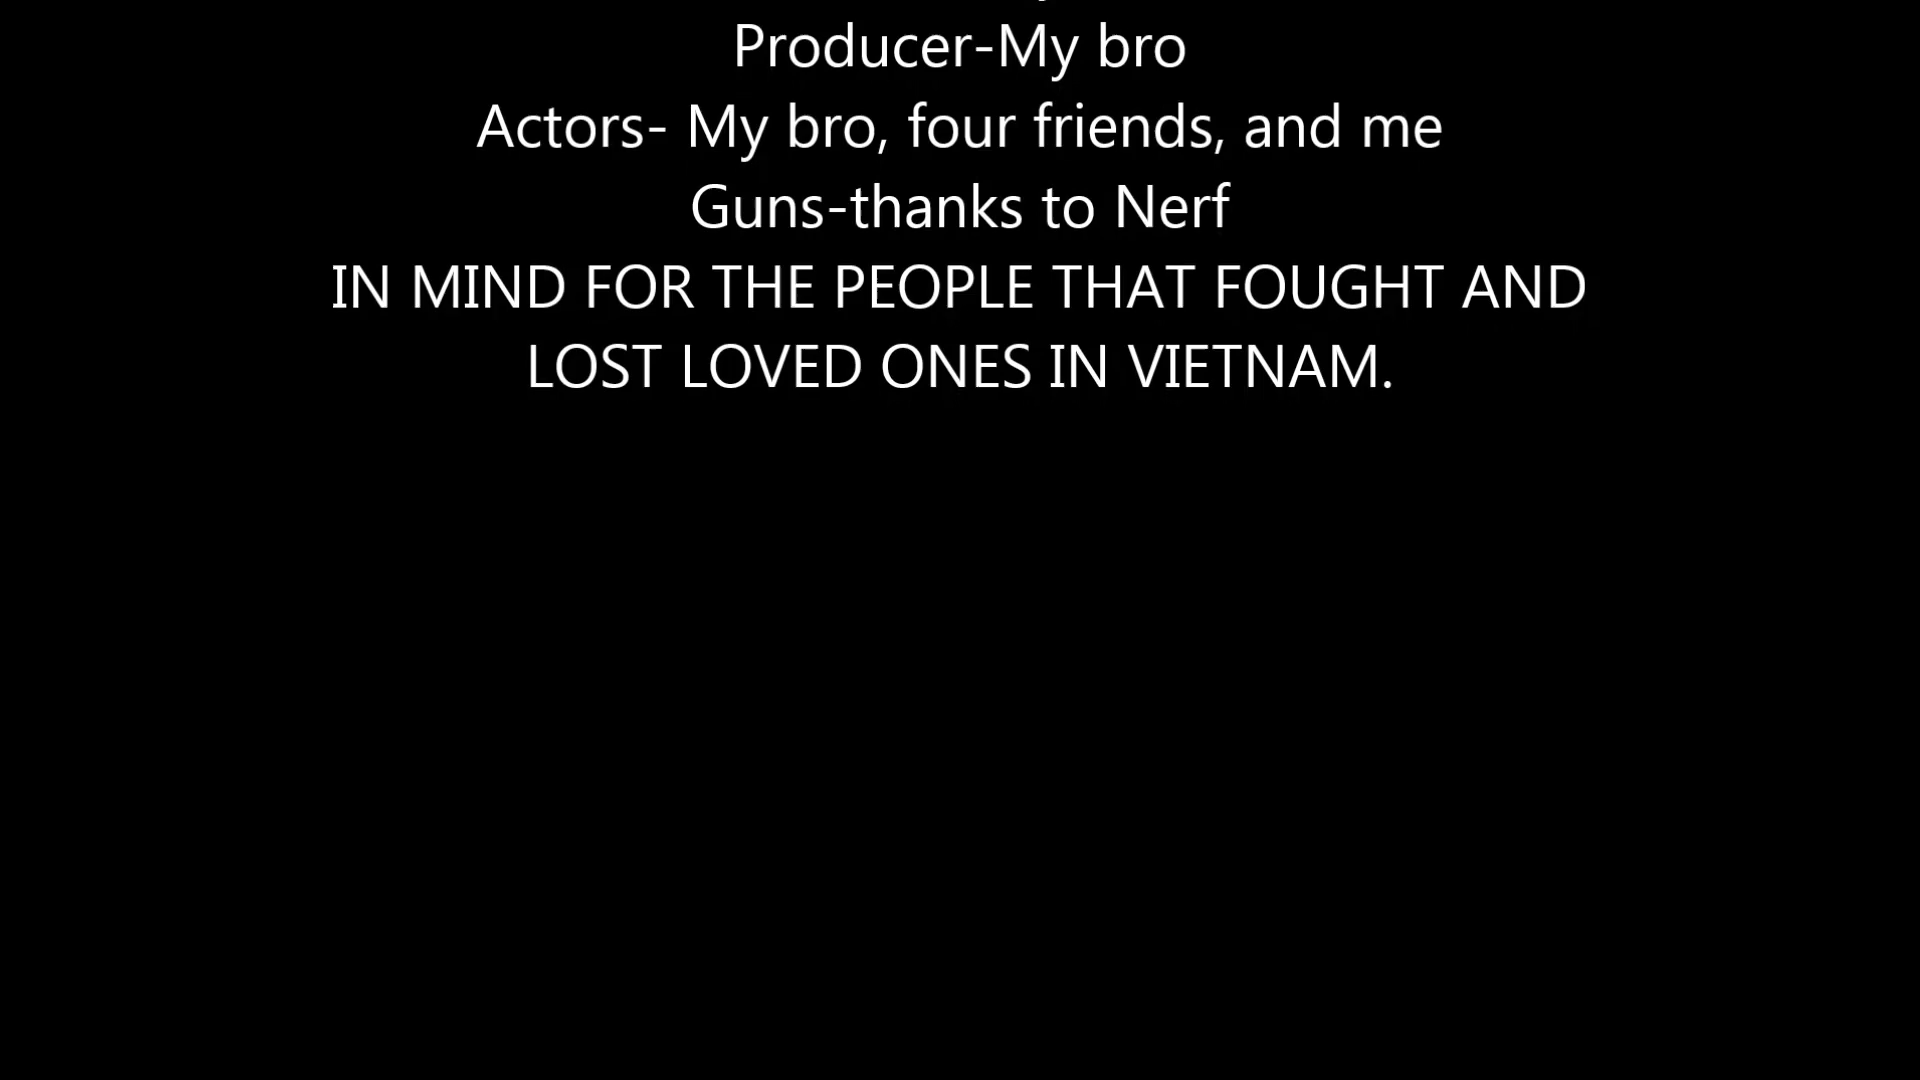 Producer-My bro
Actors- My bro, four friends, and me
Guns-thanks to Nerf
IN MIND FOR THE PEOPLE THAT FOUGHT AND
LOST LOVED ONES IN VIETNAM.